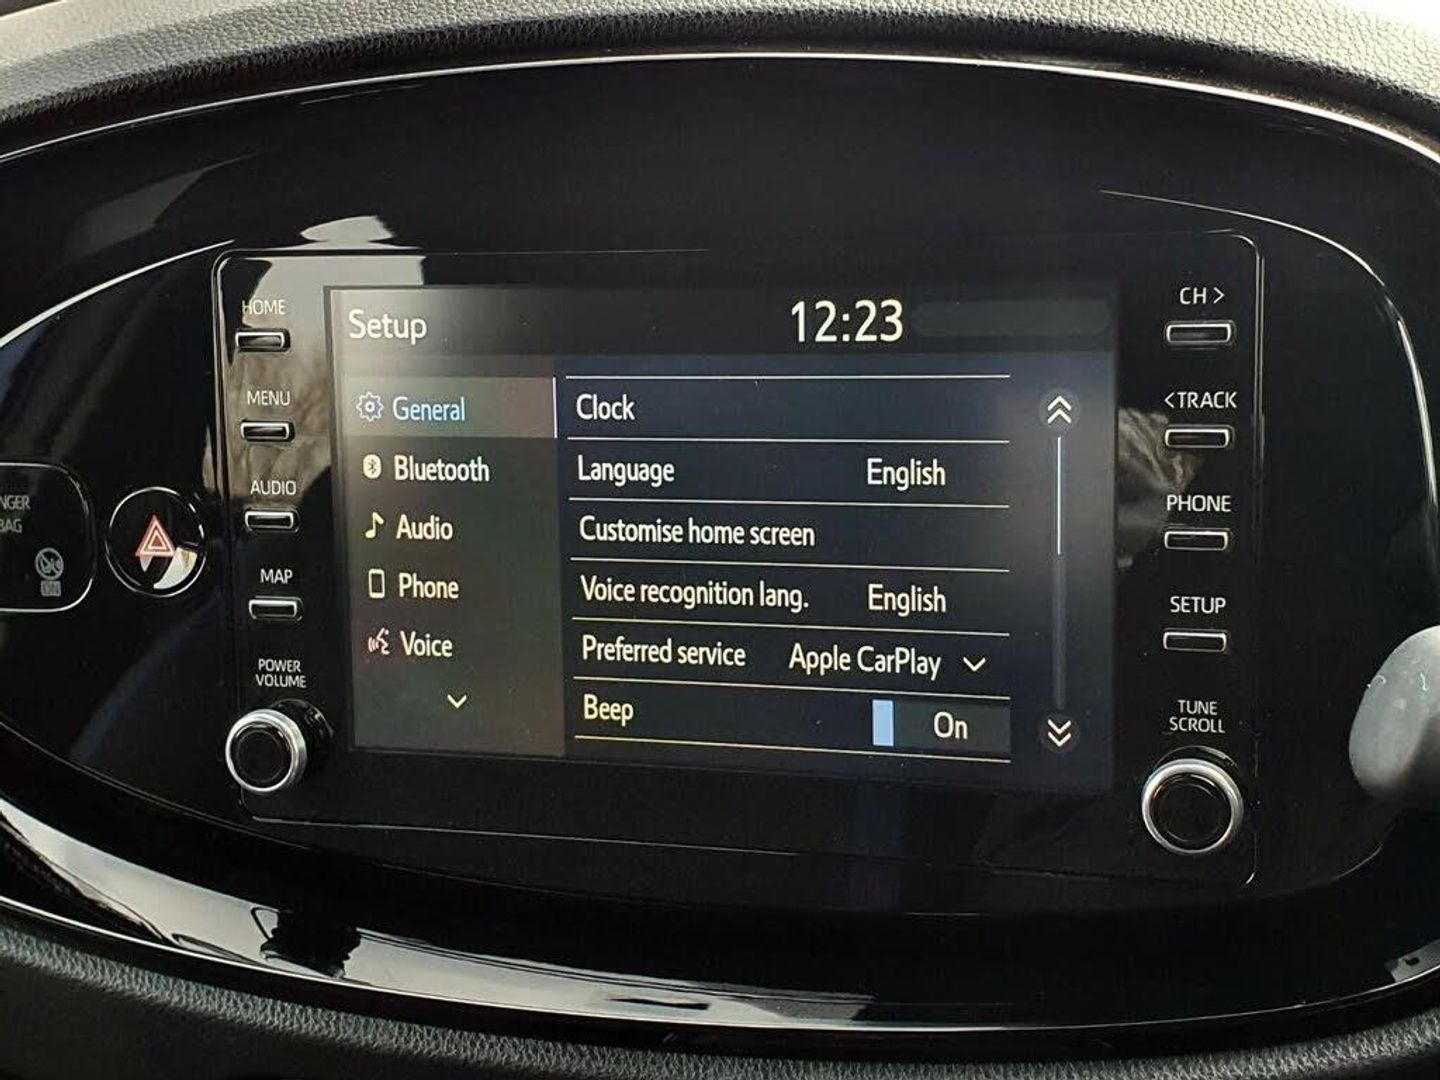 HOME
MENU
AUDIO
MAP
POWER
VOLUME
Setup 12:23
General
Bluetooth
Audio
Phone
Voice
Clock
Language English
Customise home screen
Voice recognition lang. English
Preferred service Apple CarPlay
Beep On
CH >
<TRACK
PHONE
SETUP
TUNE
SCROLL